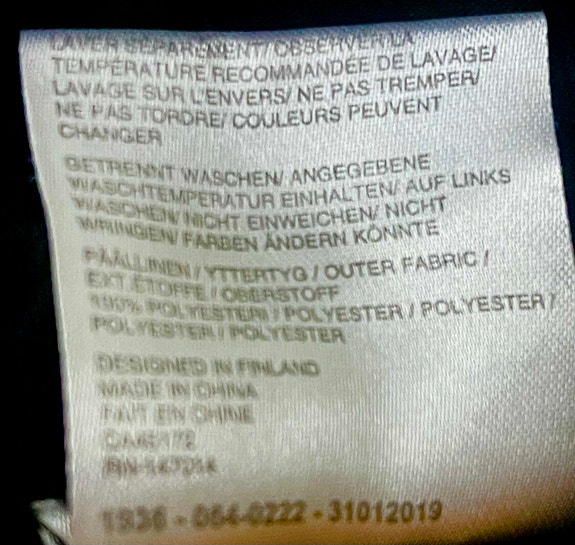 LAVER SÉPARÉMENT/ OBSERVER LA
TEMPÉRATURE RECOMMANDÉE DE LAVAGE/
LAVAGE SUR L'ENVERS/ NE PAS TREMPER/
NE PAS TORDRE/ COULEURS PEUVENT
CHANGER
GETRENNT WASCHEN/ ANGEGEBENE
WASCHTEMPERATUR EINHALTEN/ AUF LINKS
WASCHEN/ NICHT EINWEICHEN/ NICHT
WRINGEN/ FARBEN ÄNDERN KÖNNTE
PÄÄLLINEN / YTTERTYG / OUTER FABRIC /
EXT.ÉTOFFE / OBERSTOFF
100% POLYESTERI / POLYESTER / POLYESTER /
POLYESTER / POLYESTER
DESIGNED IN FINLAND
MADE IN CHINA
FAIT EN CHINE
1936 - 064-0222 - 31012019